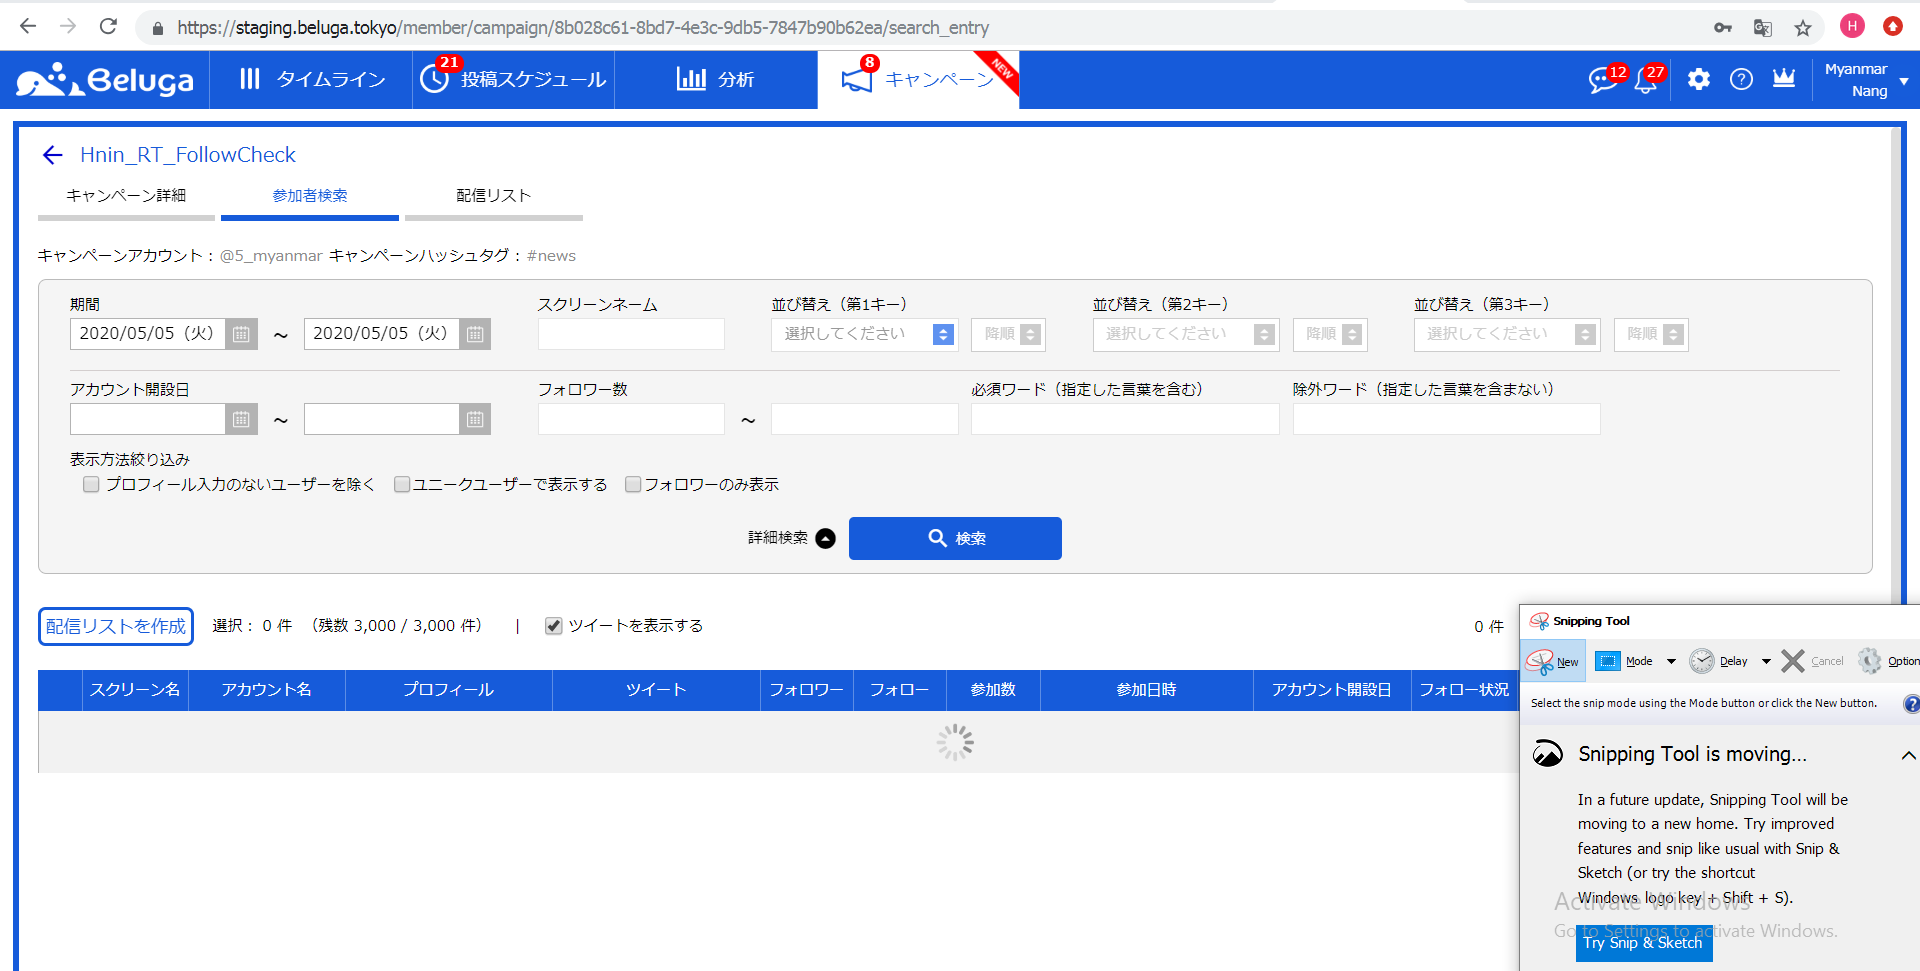 https://staging.beluga.tokyo/member/campaign/8b028c61-8bd7-4e3c-9db5-7847b90b62ea/search_entry
H
Beluga
タイムライン
21
投稿スケジュール
分析
8
キャンペーン
NEW
12
27
?
Myanmar
Nang
Hnin_RT_FollowCheck
キャンペーン詳細
参加者検索
配信リスト
キャンペーンアカウント : @5_myanmar キャンペーンハッシュタグ : #news
期間
スクリーンネーム
並び替え（第1キー）
並び替え（第2キー）
並び替え（第3キー）
2020/05/05（火） ～ 2020/05/05（火）
選択してください
降順
選択してください
降順
選択してください
降順
アカウント開設日
フォロワー数
必須ワード（指定した言葉を含む）
除外ワード（指定した言葉を含まない）
～
～
表示方法絞り込み
プロフィール入力のないユーザーを除く
ユニークユーザーで表示する
フォロワーのみ表示
詳細検索
検索
配信リストを作成
選択： 0 件 （残数 3,000 / 3,000 件） |
ツイートを表示する
0 件
スクリーン名
アカウント名
プロフィール
ツイート
フォロワー
フォロー
参加数
参加日時
アカウント開設日
フォロー状況
Snipping Tool
New
Mode
Delay
Cancel
Option
Select the snip mode using the Mode button or click the New button.
?
Snipping Tool is moving...
In a future update, Snipping Tool will be
moving to a new home. Try improved
features and snip like usual with Snip &
Sketch (or try the shortcut
Windows logo key + Shift + S).
Try Snip & Sketch
Activate Windows
Go to Settings to activate Windows.